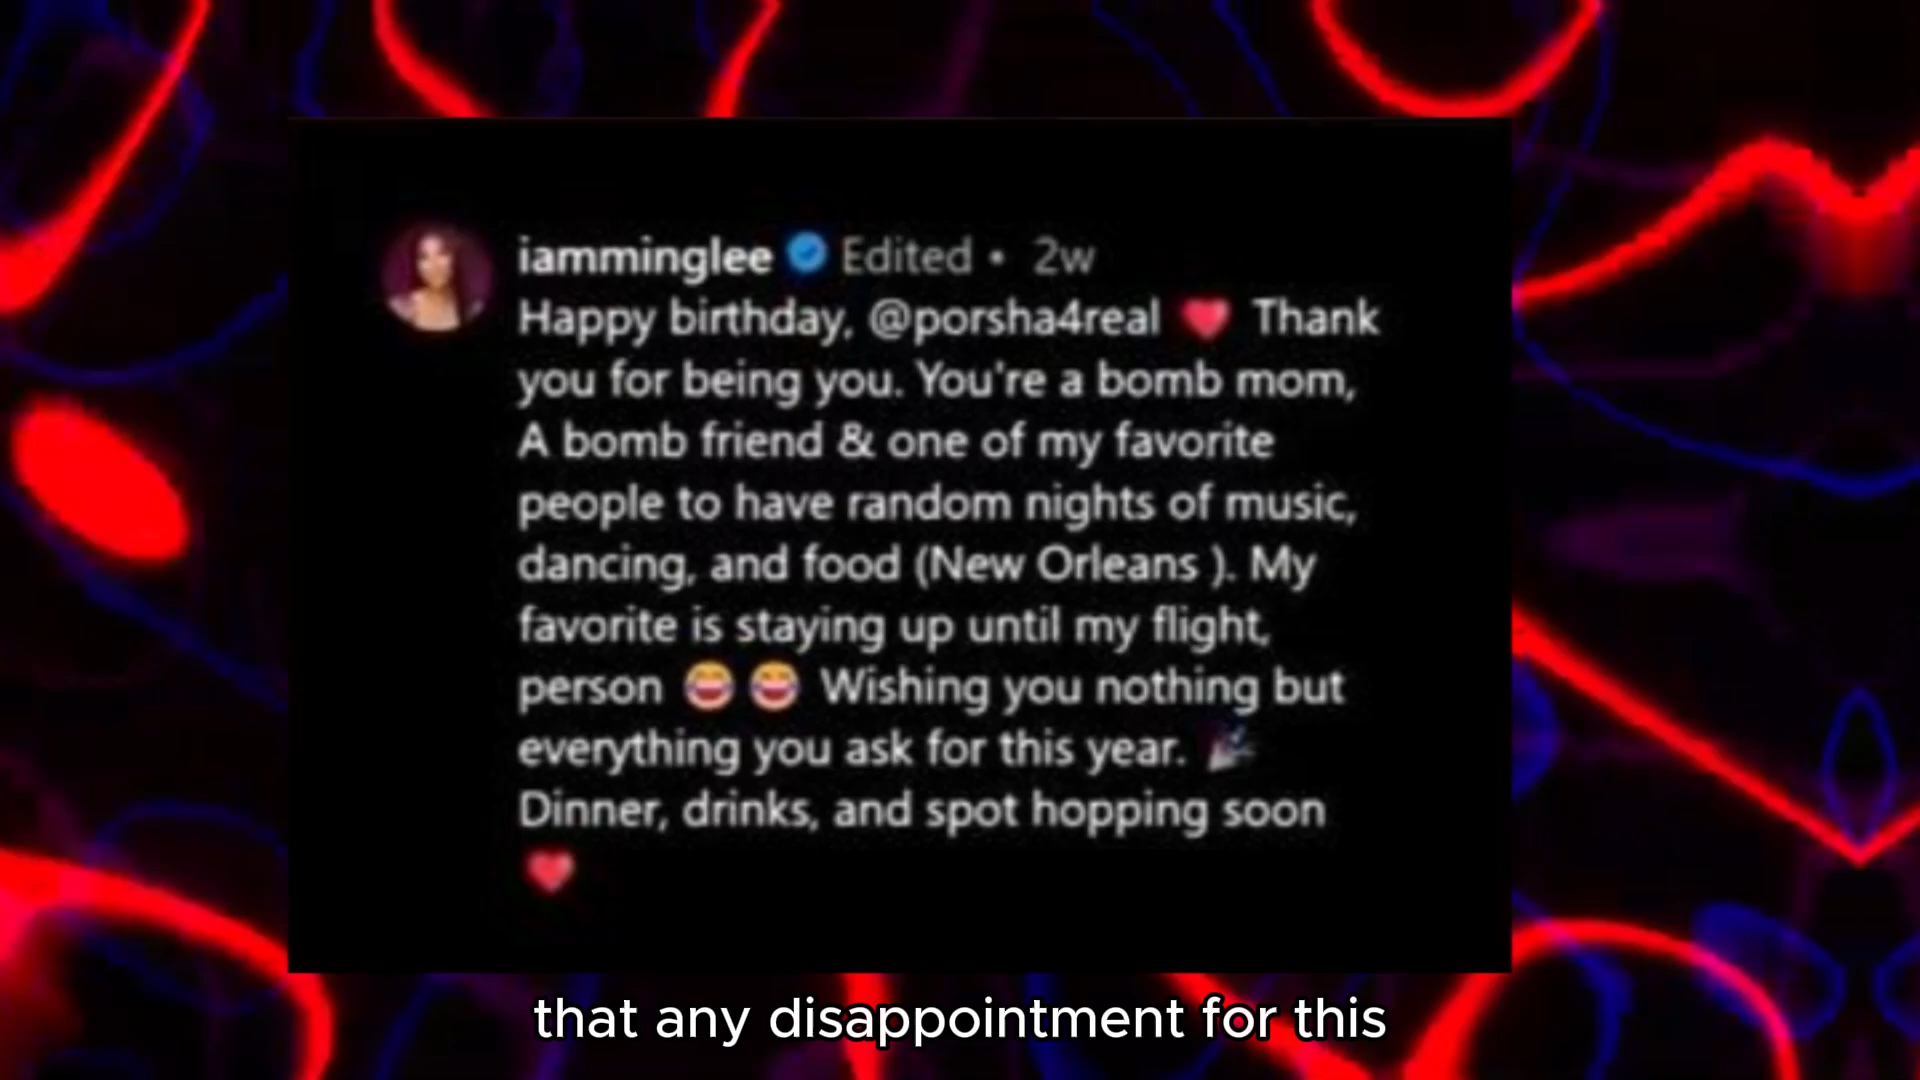 iamminglee Edited • 2w
Happy birthday, @porsha4real ❤️ Thank
you for being you. You're a bomb mom,
A bomb friend & one of my favorite
people to have random nights of music,
dancing, and food (New Orleans ). My
favorite is staying up until my flight,
person 😂 😂 Wishing you nothing but
everything you ask for this year. 🎉
Dinner, drinks, and spot hopping soon
❤️
that any disappointment for this